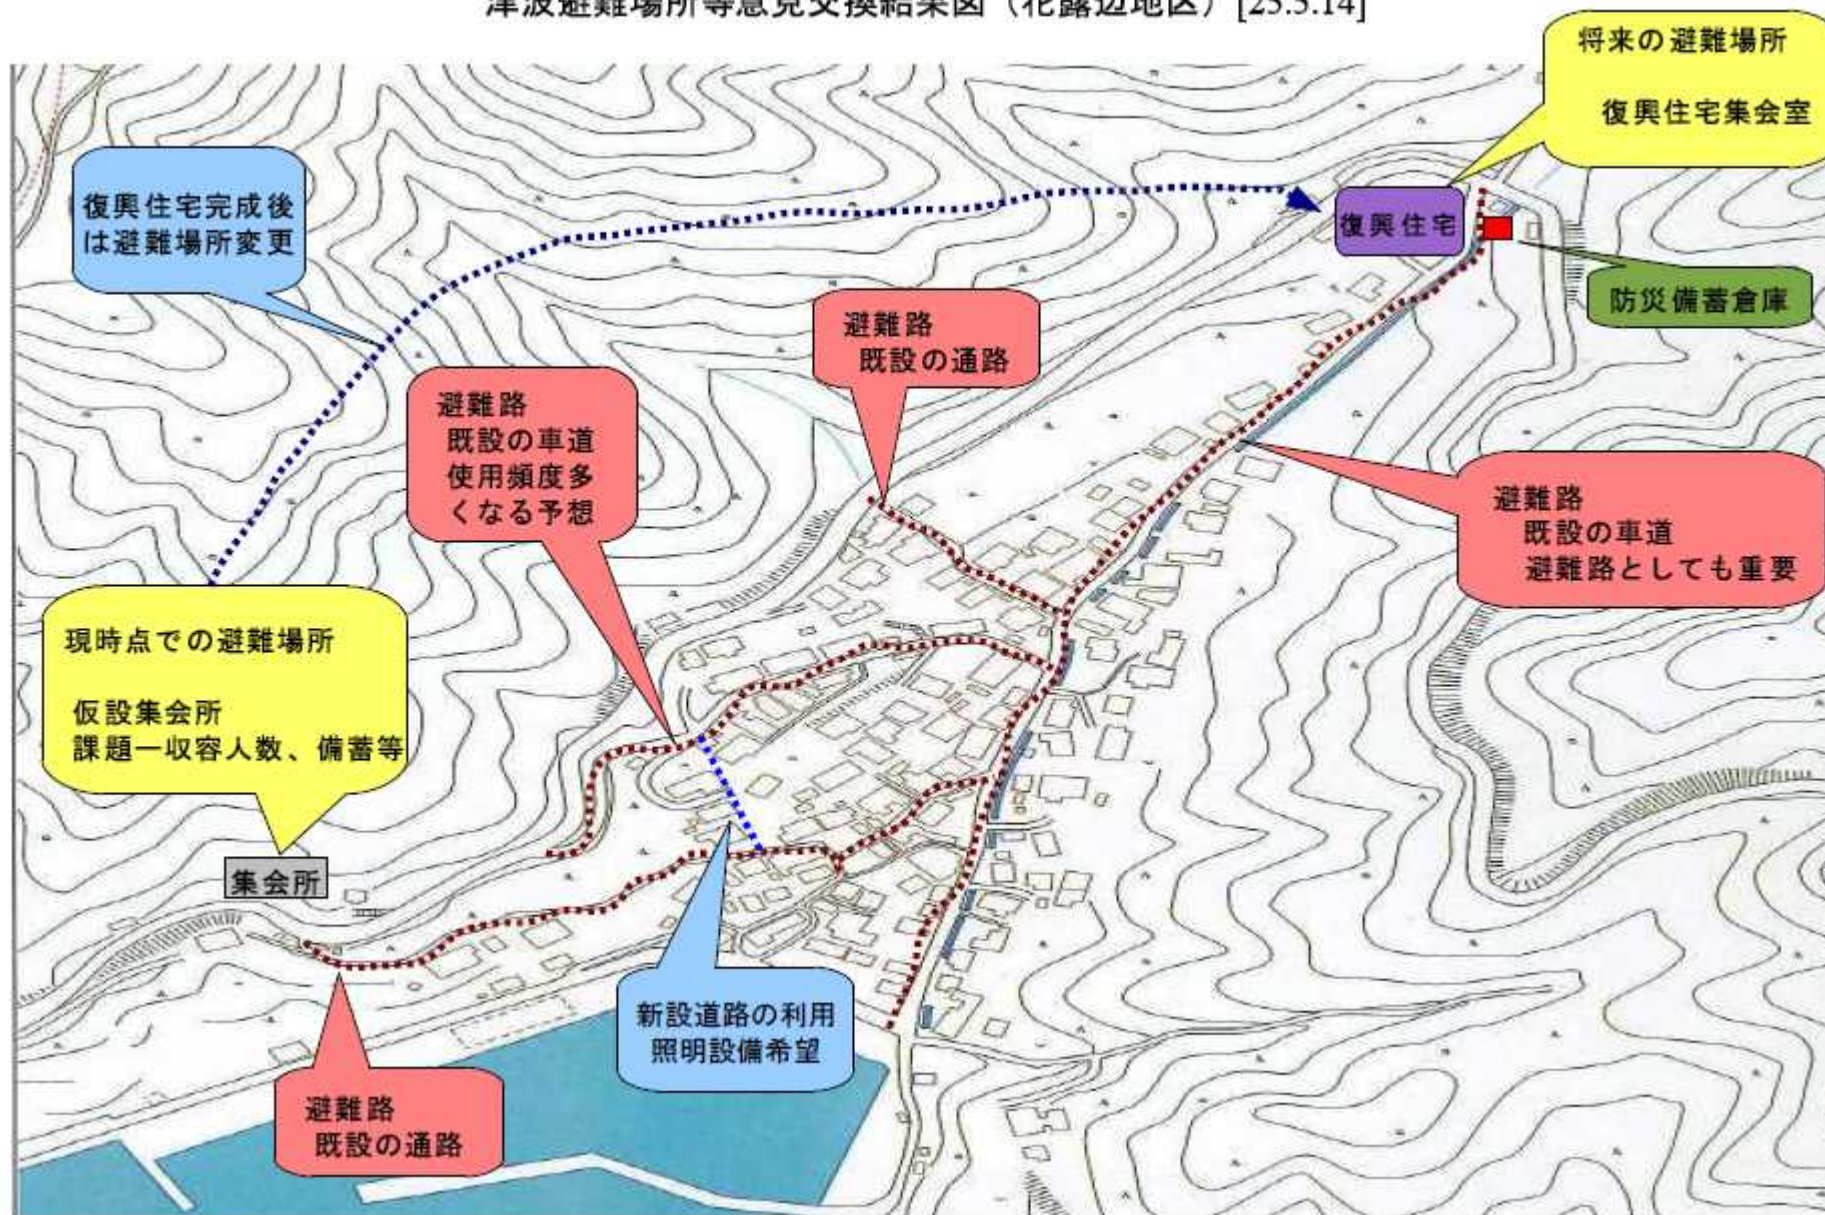 津波避難場所等意見交換結果図（花露辺地区）[25.5.14]
将来の避難場所
復興住宅集会室
復興住宅完成後
は避難場所変更
復興住宅
防災備蓄倉庫
避難路
既設の通路
避難路
既設の車道
使用頻度多
くなる予想
避難路
既設の車道
避難路としても重要
現時点での避難場所
仮設集会所
課題ー収容人数、備蓄等
集会所
新設道路の利用
照明設備希望
避難路
既設の通路